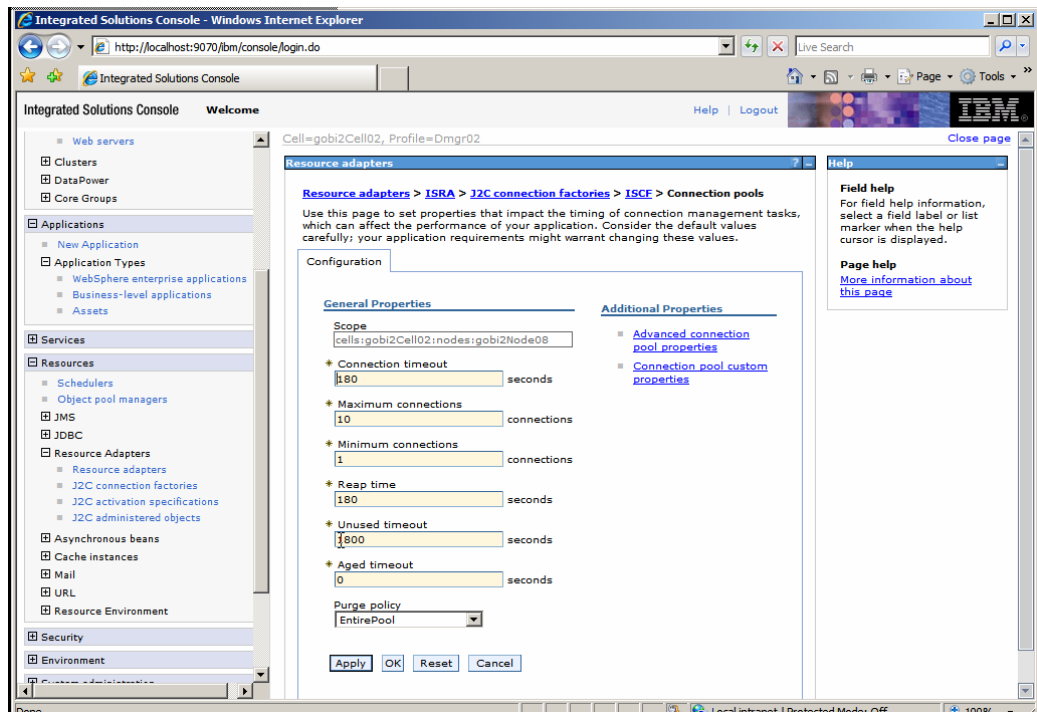 Integrated Solutions Console - Windows Internet Explorer
http://localhost:9070/ibm/console/login.do
Live Search
Integrated Solutions Console
Page
Tools
Integrated Solutions Console Welcome
Help | Logout
IBM®
Web servers
Clusters
DataPower
Core Groups
Applications
New Application
Application Types
WebSphere enterprise applications
Business-level applications
Assets
Services
Resources
Schedulers
Object pool managers
JMS
JDBC
Resource Adapters
Resource adapters
J2C connection factories
J2C activation specifications
J2C administered objects
Asynchronous beans
Cache instances
Mail
URL
Resource Environment
Security
Environment
Custom administration
Cell=gobi2Cell02, Profile=Dmgr02
Close page
Resource adapters
? -
Resource adapters > ISRA > J2C connection factories > ISCF > Connection pools
Use this page to set properties that impact the timing of connection management tasks,
which can affect the performance of your application. Consider the default values
carefully; your application requirements might warrant changing these values.
Configuration
General Properties
Scope
cells:gobi2Cell02:nodes:gobi2Node08
* Connection timeout
180 seconds
* Maximum connections
10 connections
* Minimum connections
1 connections
* Reap time
180 seconds
* Unused timeout
1800 seconds
* Aged timeout
0 seconds
Purge policy
EntirePool
Apply OK Reset Cancel
Additional Properties
Advanced connection
pool properties
Connection pool custom
properties
Help
Field help
For field help information,
select a field label or list
marker when the help
cursor is displayed.
Page help
More information about
this page
Done
Local intranet | Protected Mode: Off
100%